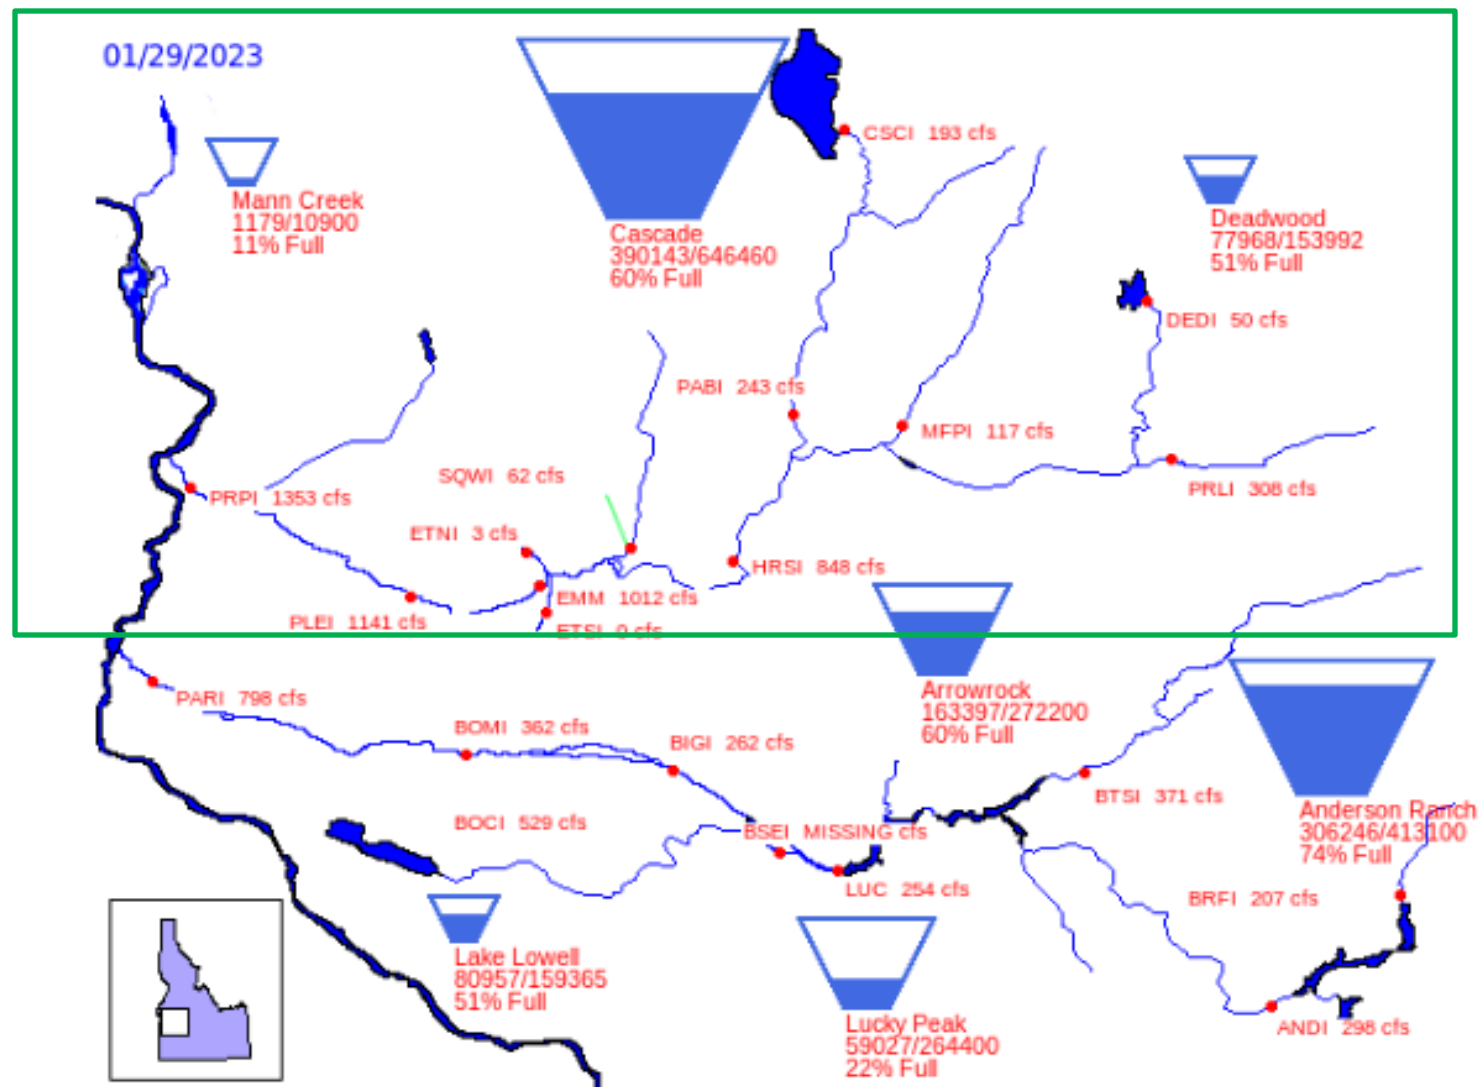 01/29/2023
Mann Creek
1179/10900
11% Full
Cascade
390143/646460
60% Full
CSCI 193 cfs
Deadwood
77968/153992
51% Full
DEDI 50 cfs
PABI 243 cfs
MFPI 117 cfs
SQWI 62 cfs
PRLI 308 cfs
PRPI 1353 cfs
ETNI 3 cfs
HRSI 848 cfs
EMM 1012 cfs
PLEI 1141 cfs
ETSI 0 cfs
Arrowrock
163397/272200
60% Full
PARI 798 cfs
BOMI 362 cfs
BIGI 262 cfs
BTSI 371 cfs
Anderson Ranch
306246/413100
74% Full
BOCI 529 cfs
BSEI MISSING cfs
LUC 254 cfs
BRFI 207 cfs
Lake Lowell
80957/159365
51% Full
Lucky Peak
59027/264400
22% Full
ANDI 298 cfs